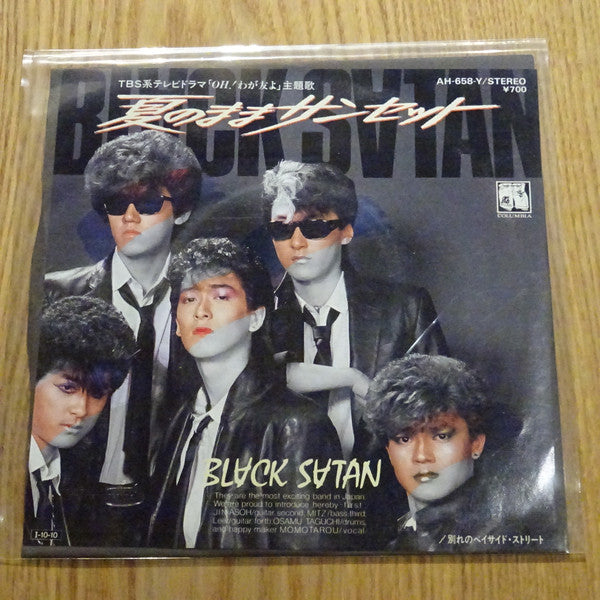 TBS系テレビドラマ「OH!わが友よ」主題歌
AH-658-Y/STEREO
¥700
BLACK SATAN
夏のままサンセット
COLUMBIA
BLACK SATAN
They are the most exciting band in Japan.
We are proud to introduce hereby. first
JINASOH/guitar, second, MITZ/bass, third,
Lee/guitar, forth, OSAMU TAGUCHI/drums,
and happy maker MOMOTAROU/vocal.
1-10-10
/別れのベイサイド・ストリート